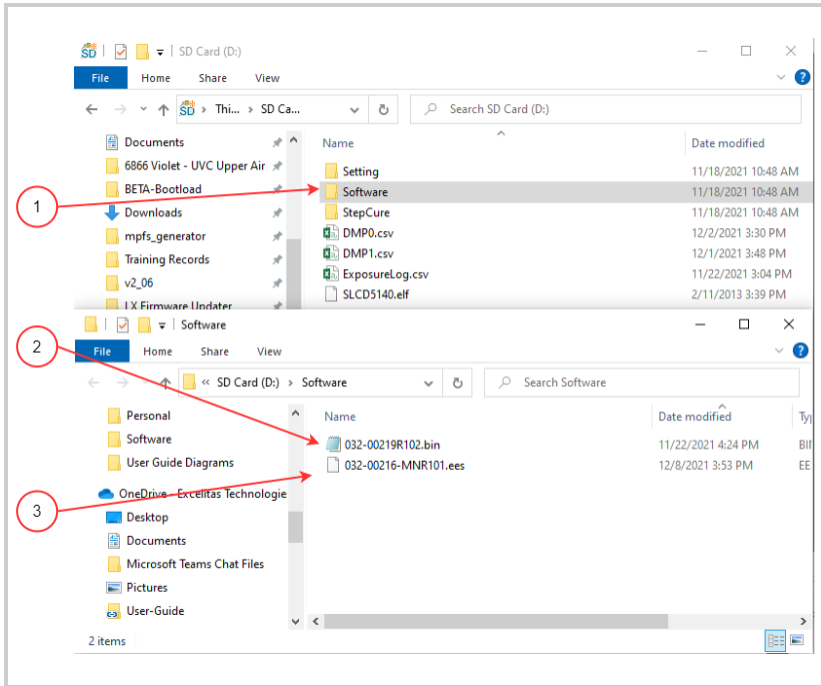 SD Card (D:)
File Home Share View
Thi... SD Ca... Search SD Card (D:)
Documents
6866 Violet - UVC Upper Air
BETA-Bootload
Downloads
mpfs_generator
Training Records
v2_06
LX Firmware Updater
Name Date modified
Setting 11/18/2021 10:48 AM
Software 11/18/2021 10:48 AM
StepCure 11/18/2021 10:48 AM
DMP0.csv 12/2/2021 3:30 PM
DMP1.csv 12/1/2021 3:48 PM
ExposureLog.csv 11/22/2021 3:04 PM
SLCD5140.elf 2/11/2013 3:39 PM
1
Software
File Home Share View
« SD Card (D:) Software Search Software
Personal
Software
User Guide Diagrams
OneDrive - Excelitas Technologie
Desktop
Documents
Microsoft Teams Chat Files
Pictures
User-Guide
Name Date modified Ty
032-00219R102.bin 11/22/2021 4:24 PM BI
032-00216-MNR101.ees 12/8/2021 3:53 PM EE
2
3
2 items